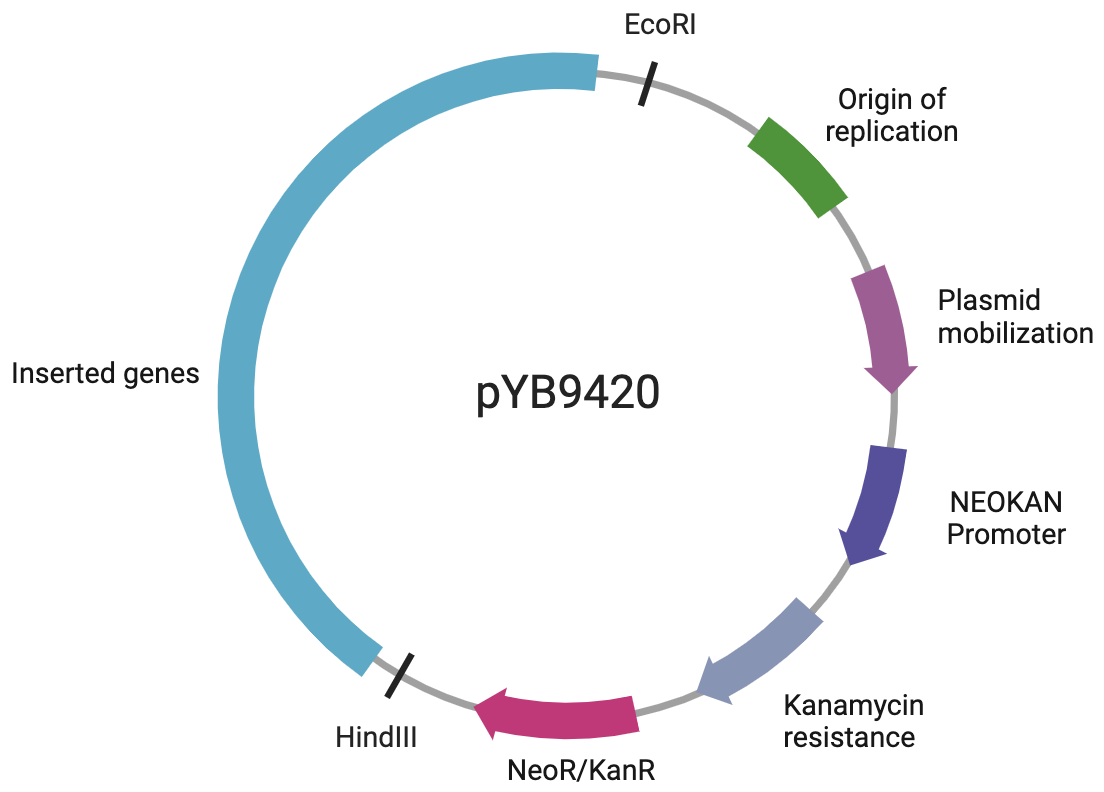 EcoRI
Origin of
replication
Plasmid
mobilization
Inserted genes
pYB9420
NEOKAN
Promoter
Kanamycin
resistance
HindIII
NeoR/KanR